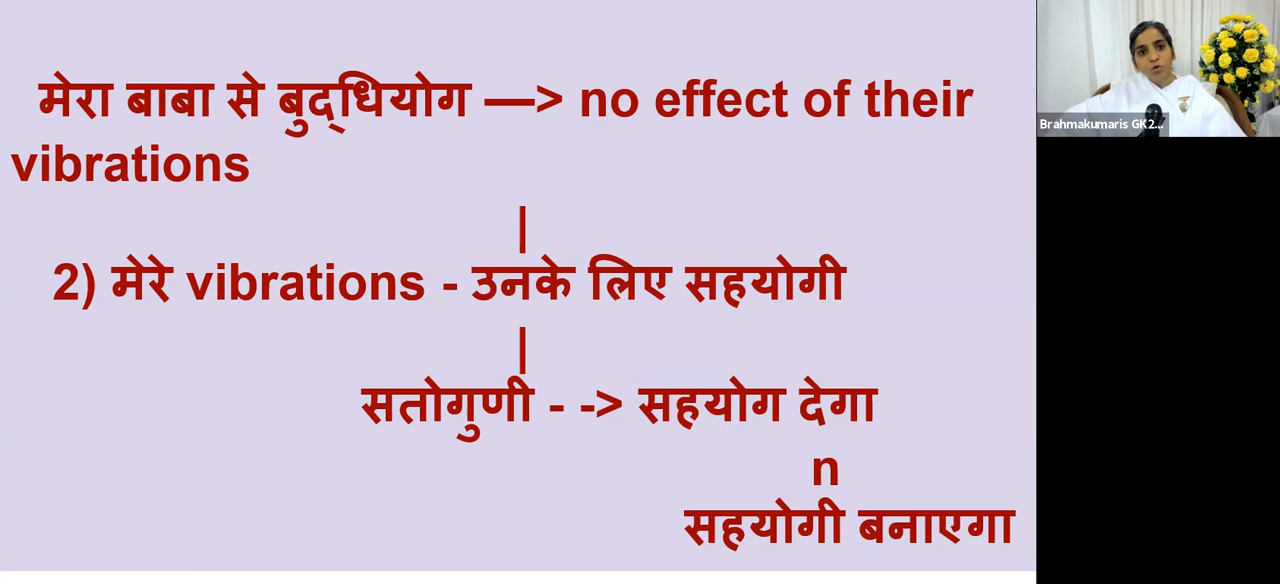 मेरा बाबा से बुद्धियोग —> no effect of their
vibrations
|
2) मेरे vibrations - उनके लिए सहयोगी
|
सतोगुणी - -> सहयोग देगा
n
सहयोगी बनाएगा
Brahmakumaris GK2...